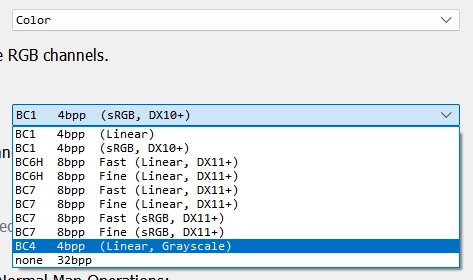 Color
e RGB channels.
BC1 4bpp (sRGB, DX10+)
BC1 4bpp (Linear)
BC1 4bpp (sRGB, DX10+)
BC6H 8bpp Fast (Linear, DX11+)
BC6H 8bpp Fine (Linear, DX11+)
BC7 8bpp Fast (Linear, DX11+)
BC7 8bpp Fine (Linear, DX11+)
BC7 8bpp Fast (sRGB, DX11+)
BC7 8bpp Fine (sRGB, DX11+)
BC4 4bpp (Linear, Grayscale)
none 32bpp
Normal Map Operations: